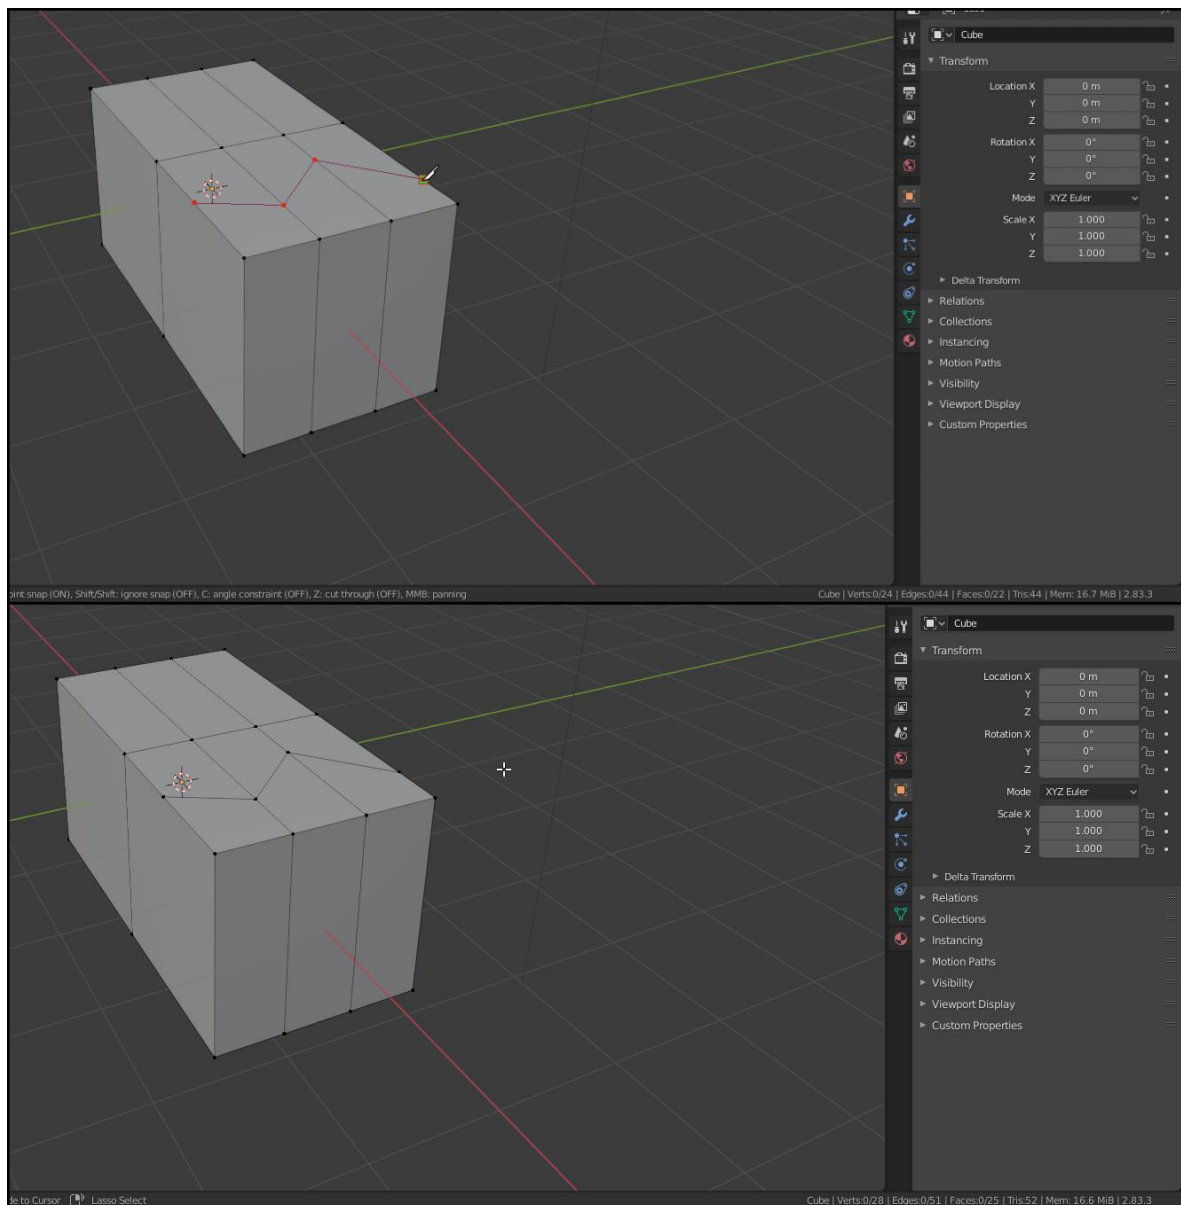 Cube
Transform
Location X 0 m
Y 0 m
Z 0 m
Rotation X 0°
Y 0°
Z 0°
Mode XYZ Euler
Scale X 1.000
Y 1.000
Z 1.000
Delta Transform
Relations
Collections
Instancing
Motion Paths
Visibility
Viewport Display
Custom Properties
oint snap (ON), Shift/Shift: ignore snap (OFF), C: angle constraint (OFF), Z: cut through (OFF), MMB: panning Cube | Verts:0/24 | Edges:0/44 | Faces:0/22 | Tris:44 | Mem: 16.7 MiB | 2.83.3
Cube
Transform
Location X 0 m
Y 0 m
Z 0 m
Rotation X 0°
Y 0°
Z 0°
Mode XYZ Euler
Scale X 1.000
Y 1.000
Z 1.000
Delta Transform
Relations
Collections
Instancing
Motion Paths
Visibility
Viewport Display
Custom Properties
de to Cursor Lasso Select Cube | Verts:0/28 | Edges:0/51 | Faces:0/25 | Tris:52 | Mem: 16.6 MiB | 2.83.3